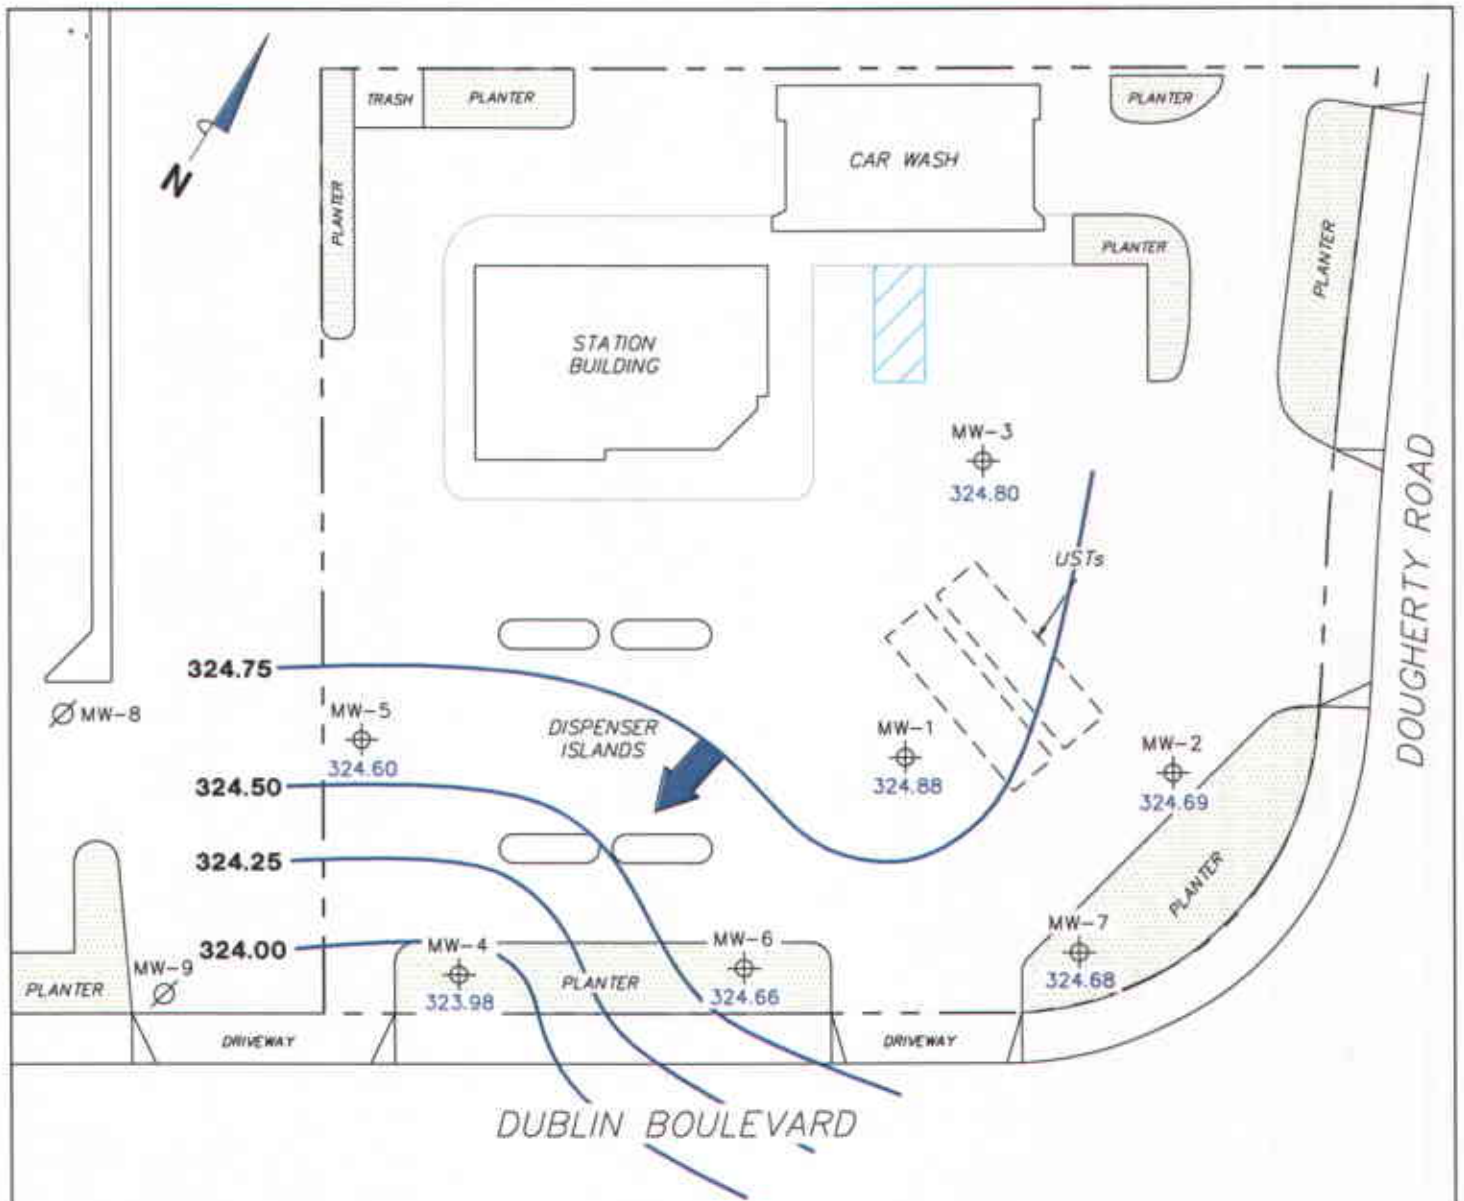 TRASH
PLANTER
PLANTER
N
PLANTER
CAR WASH
PLANTER
PLANTER
PLANTER
STATION
BUILDING
MW-3
324.80
DOUGHERTY ROAD
USTs
324.75
MW-8
MW-5
324.60
DISPENSER
ISLANDS
MW-1
324.88
MW-2
324.69
324.50
324.25
PLANTER
324.00
MW-4
323.98
PLANTER
MW-6
324.66
MW-7
324.68
MW-9
PLANTER
DRIVEWAY
DRIVEWAY
DUBLIN BOULEVARD